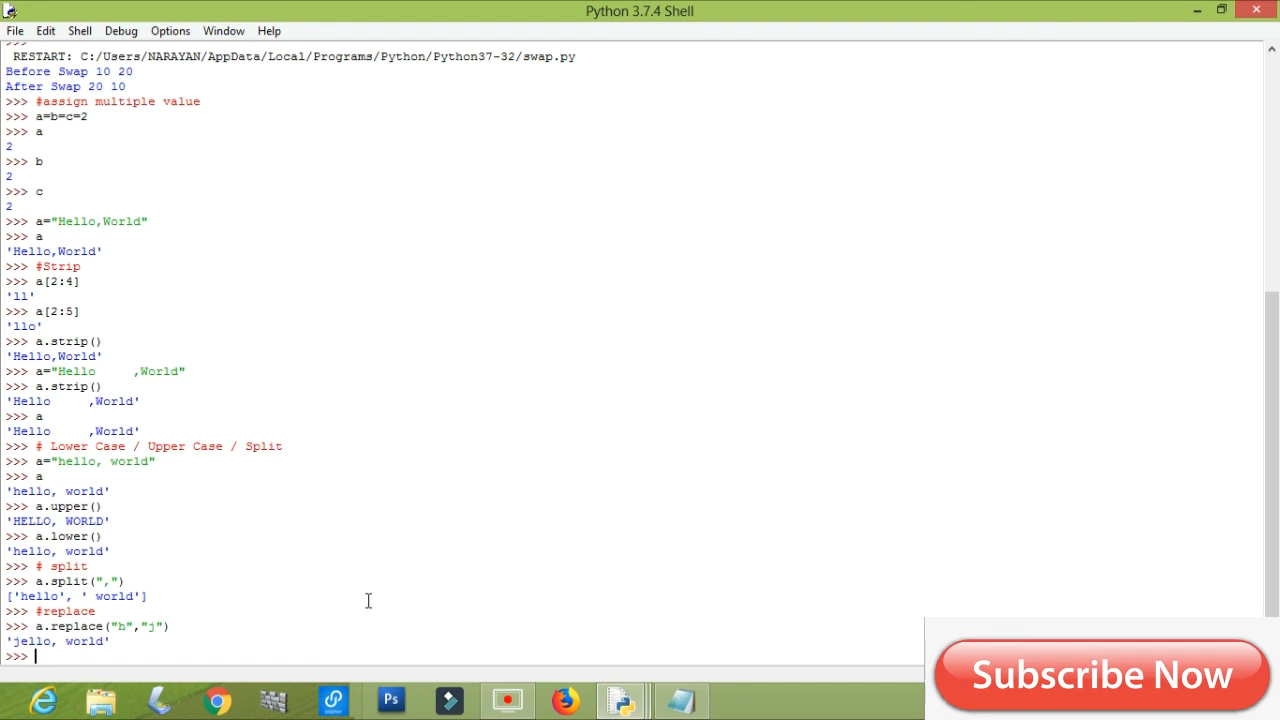 Python 3.7.4 Shell
File Edit Shell Debug Options Window Help
>>>
RESTART: C:/Users/NARAYAN/AppData/Local/Programs/Python/Python37-32/swap.py
Before Swap 10 20
After Swap 20 10
>>> #assign multiple value
>>> a=b=c=2
>>> a
2
>>> b
2
>>> c
2
>>> a="Hello,World"
>>> a
'Hello,World'
>>> #Strip
>>> a[2:4]
'll'
>>> a[2:5]
'llo'
>>> a.strip()
'Hello,World'
>>> a="Hello     ,World"
>>> a.strip()
'Hello     ,World'
>>> a
'Hello     ,World'
>>> # Lower Case / Upper Case / Split
>>> a="hello, world"
>>> a
'hello, world'
>>> a.upper()
'HELLO, WORLD'
>>> a.lower()
'hello, world'
>>> # split
>>> a.split(",")
['hello', ' world']
>>> #replace
>>> a.replace("h","j")
'jello, world'
>>>
Subscribe Now
Ps